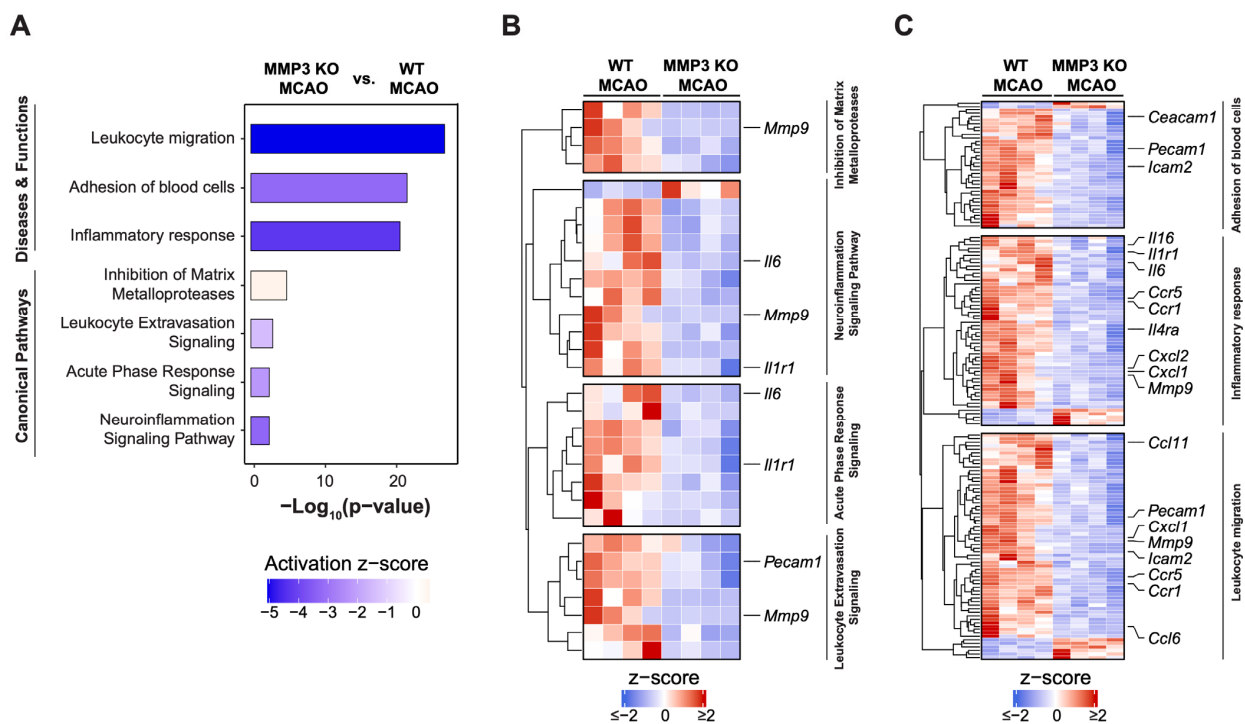 A
MMP3 KO MCAO vs. WT MCAO
Diseases & Functions
Leukocyte migration
Adhesion of blood cells
Inflammatory response
Canonical Pathways
Inhibition of Matrix
Metalloproteases
Leukocyte Extravasation
Signaling
Acute Phase Response
Signaling
Neuroinflammation
Signaling Pathway
0 10 20
−Log10(p-value)
Activation z-score
−5 −4 −3 −2 −1 0
B
WT MCAO
MMP3 KO MCAO
Mmp9
Inhibition of Matrix
Metalloproteases
Il6
Mmp9
Il1r1
Neuroinflammation
Signaling Pathway
Il6
Il1r1
Acute Phase Response
Signaling
Pecam1
Mmp9
Leukocyte Extravasation
Signaling
z-score
≤−2 0 ≥2
C
WT MCAO
MMP3 KO MCAO
Ceacam1
Pecam1
Icam2
Adhesion of blood cells
Il16
Il1r1
Il6
Ccr5
Ccr1
Il4ra
Cxcl2
Cxcl1
Mmp9
Inflammatory response
Ccl11
Pecam1
Cxcl1
Mmp9
Icam2
Ccr5
Ccr1
Ccl6
Leukocyte migration
z-score
≤−2 0 ≥2